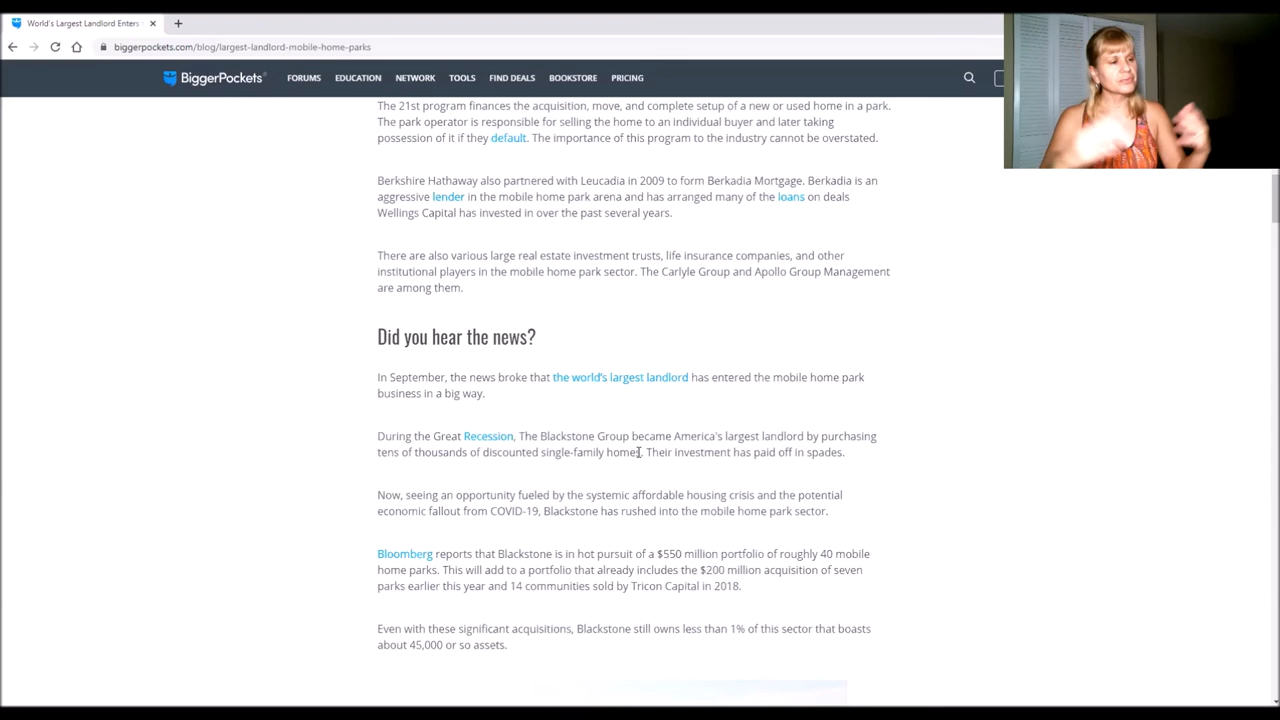 World's Largest Landlord Enters
biggerpockets.com/blog/largest-landlord-mobile-home-parks
BiggerPockets
FORUMS EDUCATION NETWORK TOOLS FIND DEALS BOOKSTORE PRICING
The 21st program finances the acquisition, move, and complete setup of a new or used home in a park.
The park operator is responsible for selling the home to an individual buyer and later taking
possession of it if they default. The importance of this program to the industry cannot be overstated.
Berkshire Hathaway also partnered with Leucadia in 2009 to form Berkadia Mortgage. Berkadia is an
aggressive lender in the mobile home park arena and has arranged many of the loans on deals
Wellings Capital has invested in over the past several years.
There are also various large real estate investment trusts, life insurance companies, and other
institutional players in the mobile home park sector. The Carlyle Group and Apollo Group Management
are among them.
Did you hear the news?
In September, the news broke that the world's largest landlord has entered the mobile home park
business in a big way.
During the Great Recession, The Blackstone Group became America's largest landlord by purchasing
tens of thousands of discounted single-family homes. Their investment has paid off in spades.
Now, seeing an opportunity fueled by the systemic affordable housing crisis and the potential
economic fallout from COVID-19, Blackstone has rushed into the mobile home park sector.
Bloomberg reports that Blackstone is in hot pursuit of a $550 million portfolio of roughly 40 mobile
home parks. This will add to a portfolio that already includes the $200 million acquisition of seven
parks earlier this year and 14 communities sold by Tricon Capital in 2018.
Even with these significant acquisitions, Blackstone still owns less than 1% of this sector that boasts
about 45,000 or so assets.